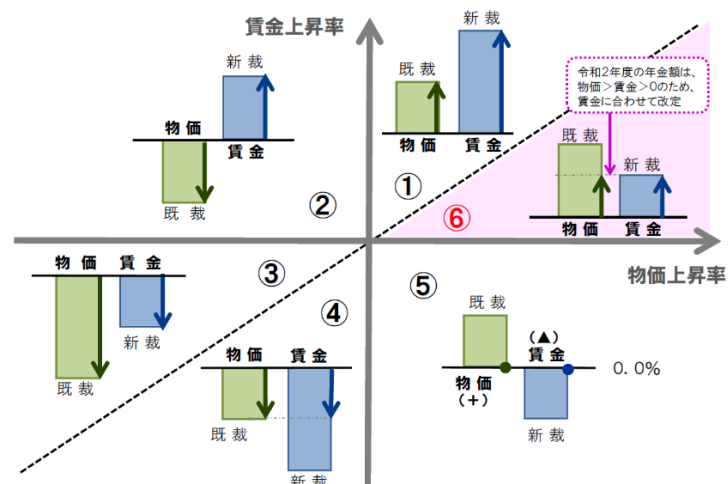 賃金上昇率
新 裁
既 裁
物 価
賃 金
①
令和2年度の年金額は、
物価>賃金>0のため、
賃金に合わせて改定
既 裁
新 裁
物 価
賃 金
⑥
新 裁
物 価
賃 金
既 裁
②
物価上昇率
物 価
賃 金
新 裁
既 裁
③
④
物 価
賃 金
既 裁
新 裁
⑤
既 裁
(▲)
賃 金
0.0%
物 価
(+)
新 裁